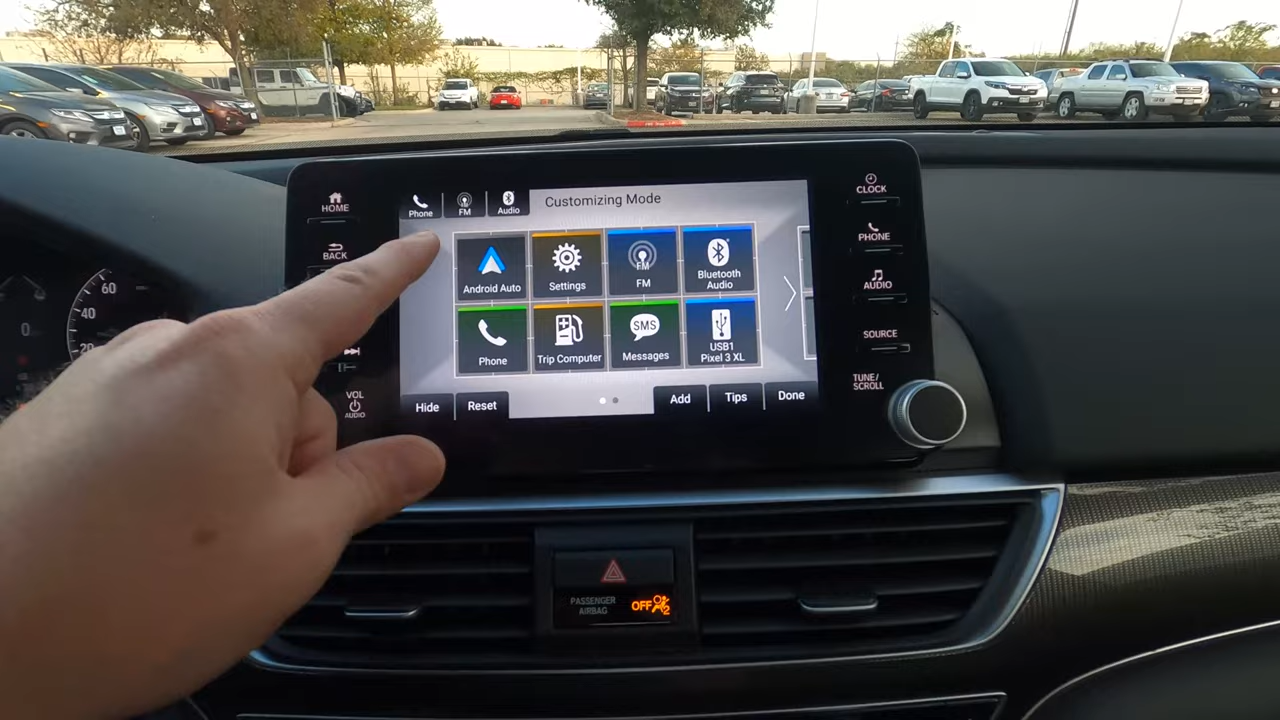 HOME
BACK
VOL
AUDIO
Phone
FM
Audio
Customizing Mode
Android Auto
Settings
FM
FM
Bluetooth
Audio
Phone
Trip Computer
SMS
Messages
USB1
Pixel 3 XL
Hide
Reset
Add
Tips
Done
CLOCK
PHONE
AUDIO
SOURCE
TUNE/
SCROLL
60
40
20
0
PASSENGER
AIRBAG
OFF
2